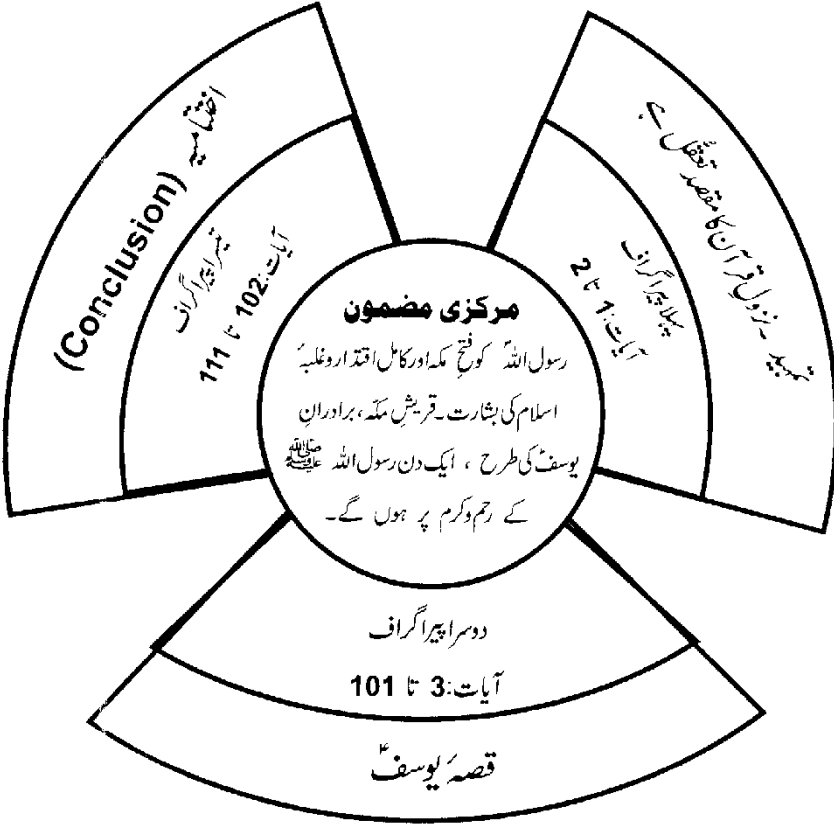 مرکزی مضمون
رسول اللہؐ کو فتحِ مکہ اور کامل اقتدار و غلبۂ
اسلام کی بشارت۔ قریشِ مکّہ، برادرانِ
یوسفؑ کی طرح ، ایک دن رسول اللہ ﷺ
کے رحم و کرم پر ہوں گے۔
تمہید ۔ نزولِ قرآن کا مقصد تعقّل ہے
پہلا پیراگراف
آیات:1 تا 2
دوسرا پیراگراف
آیات:3 تا 101
قصۂ یوسفؑ
اختتامیہ (Conclusion)
تیسرا پیراگراف
آیات:102 تا 111